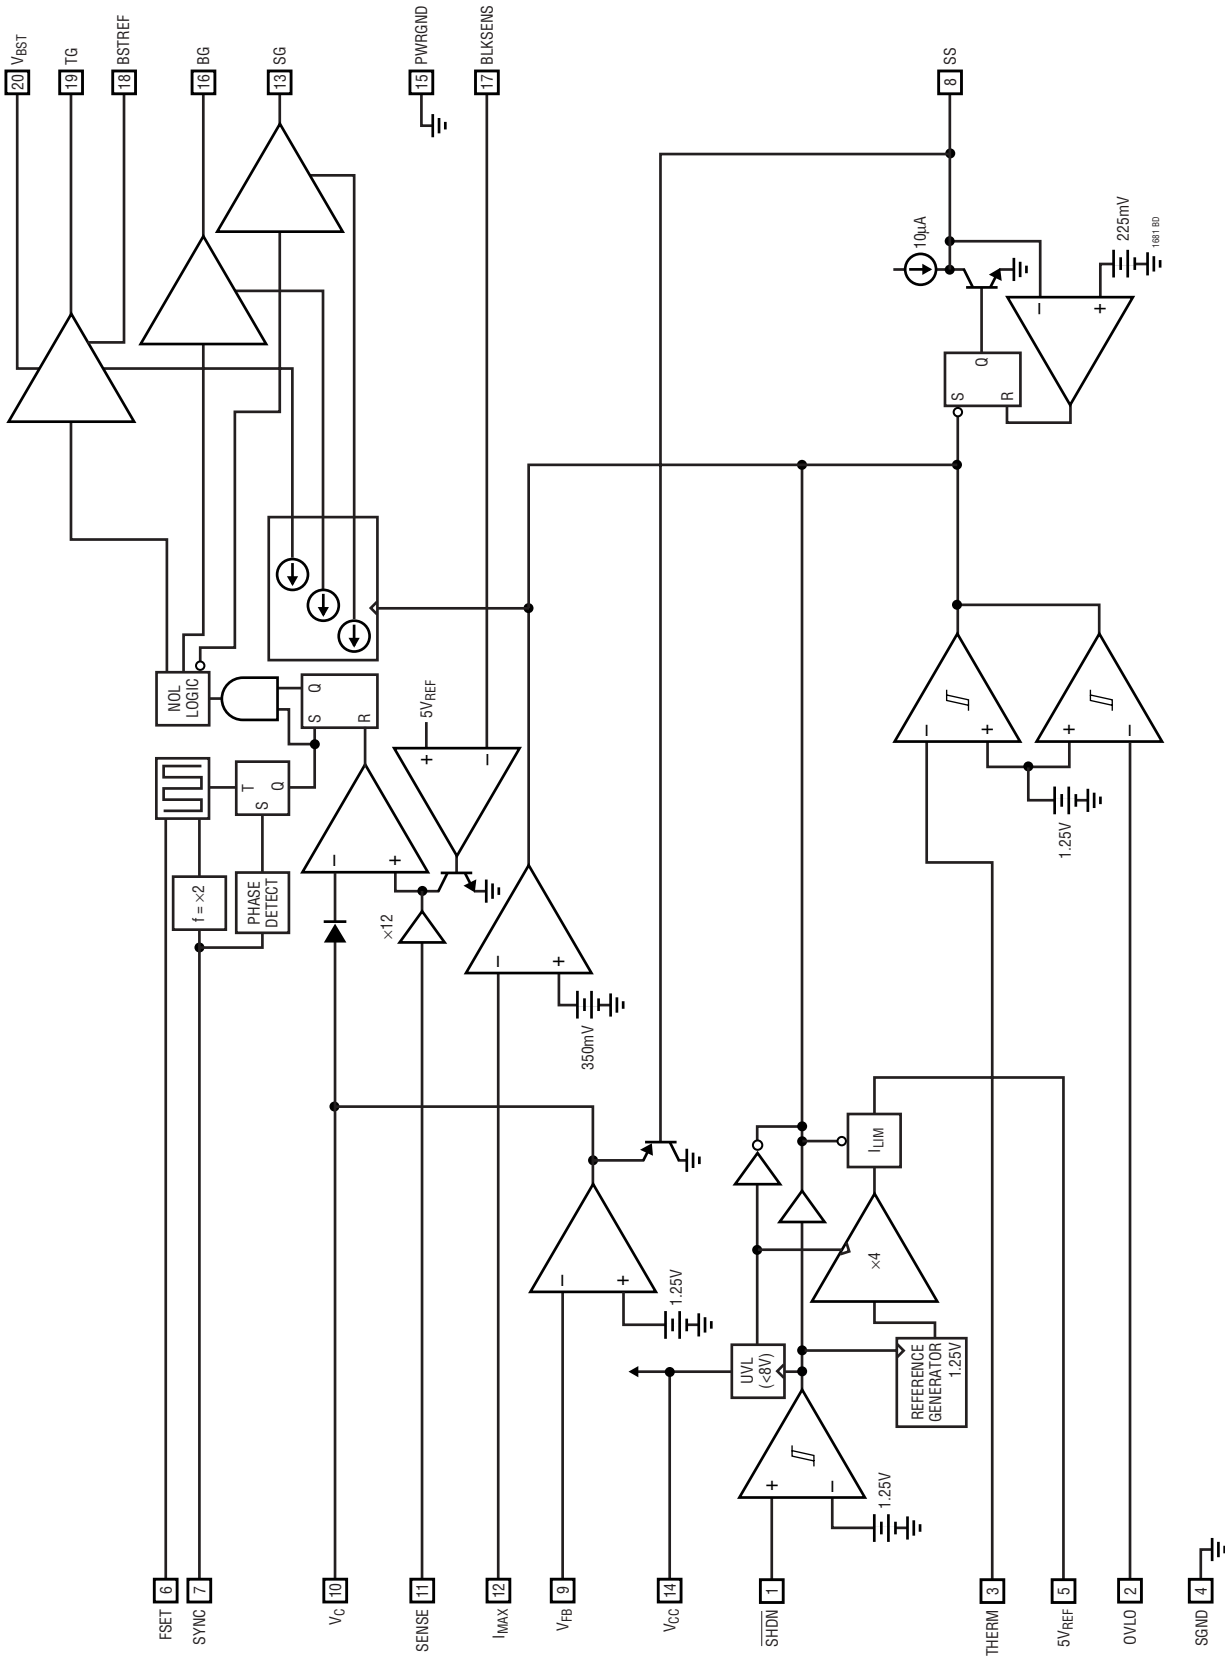 20 VBST
19 TG
18 BSTREF
16 BG
13 SG
15 PWRGND
17 BLKSENS
8 SS
10µA
225mV
1681 BD
−
+
Q
S
R
NOL
LOGIC
S
Q
R
T
S
Q
f = ×2
PHASE
DETECT
5VREF
+
−
−
+
×12
−
+
350mV
−
+
+
−
1.25V
ILIM
×4
−
+
1.25V
UVL
(<8V)
REFERENCE
GENERATOR
1.25V
+
−
1.25V
6
FSET
7
SYNC
10
VC
11
SENSE
12
IMAX
9
VFB
14
VCC
1
SHDN
3
THERM
5
5VREF
2
OVLO
4
SGND